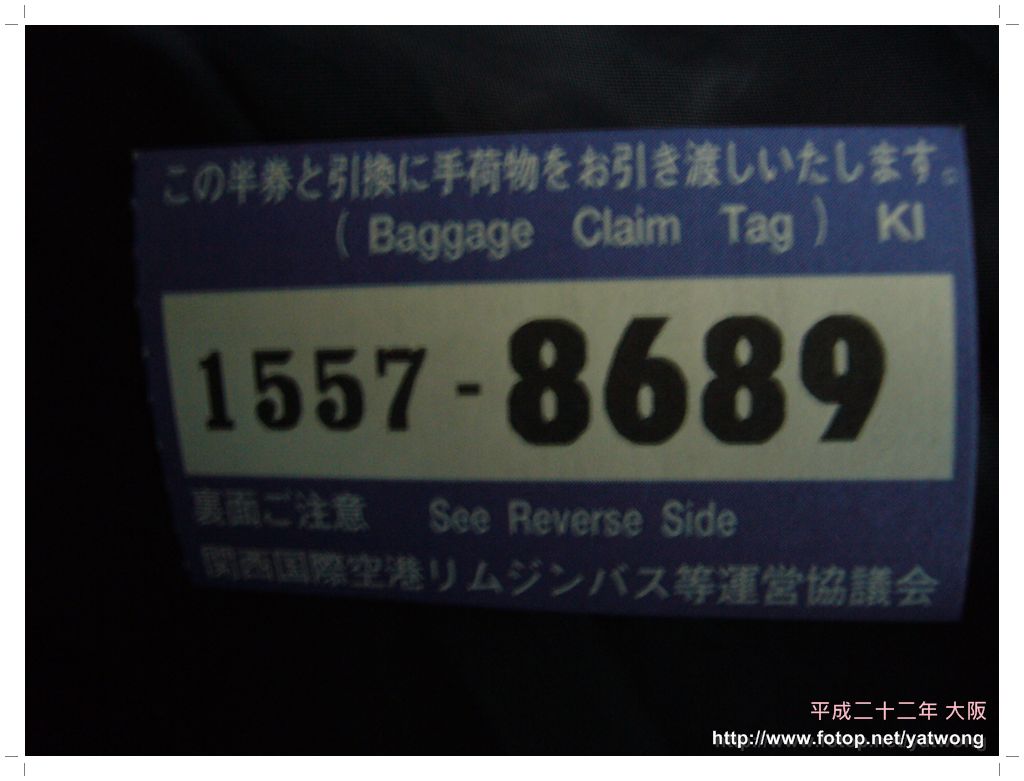 この半券と引換に手荷物をお引き渡しいたします。
( Baggage Claim Tag ) KI
1557-8689
裏面ご注意 See Reverse Side
関西国際空港リムジンバス等運営協議会
平成二十二年 大阪
http://www.fotop.net/yatwong